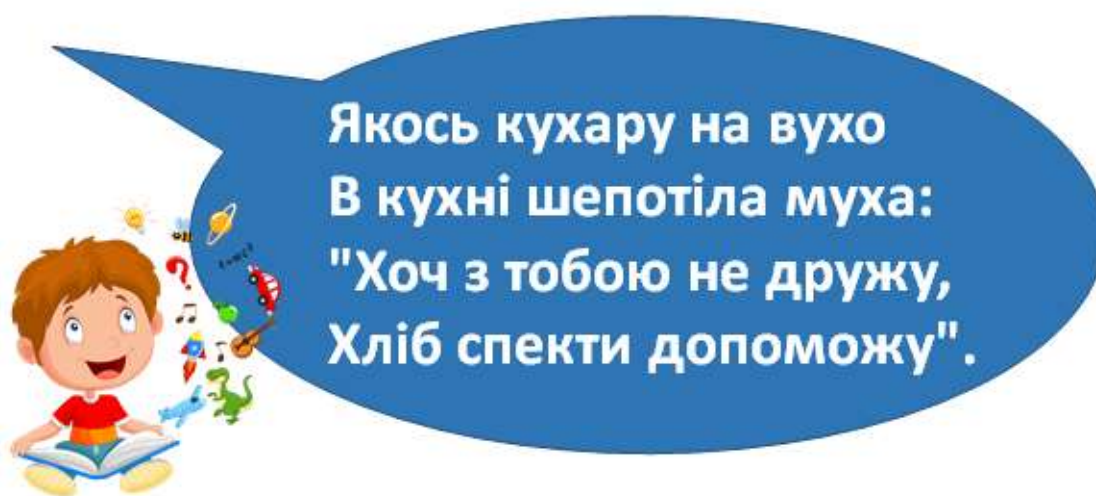 Якось кухару на вухо
В кухні шепотіла муха:
"Хоч з тобою не дружу,
Хліб спекти допоможу".